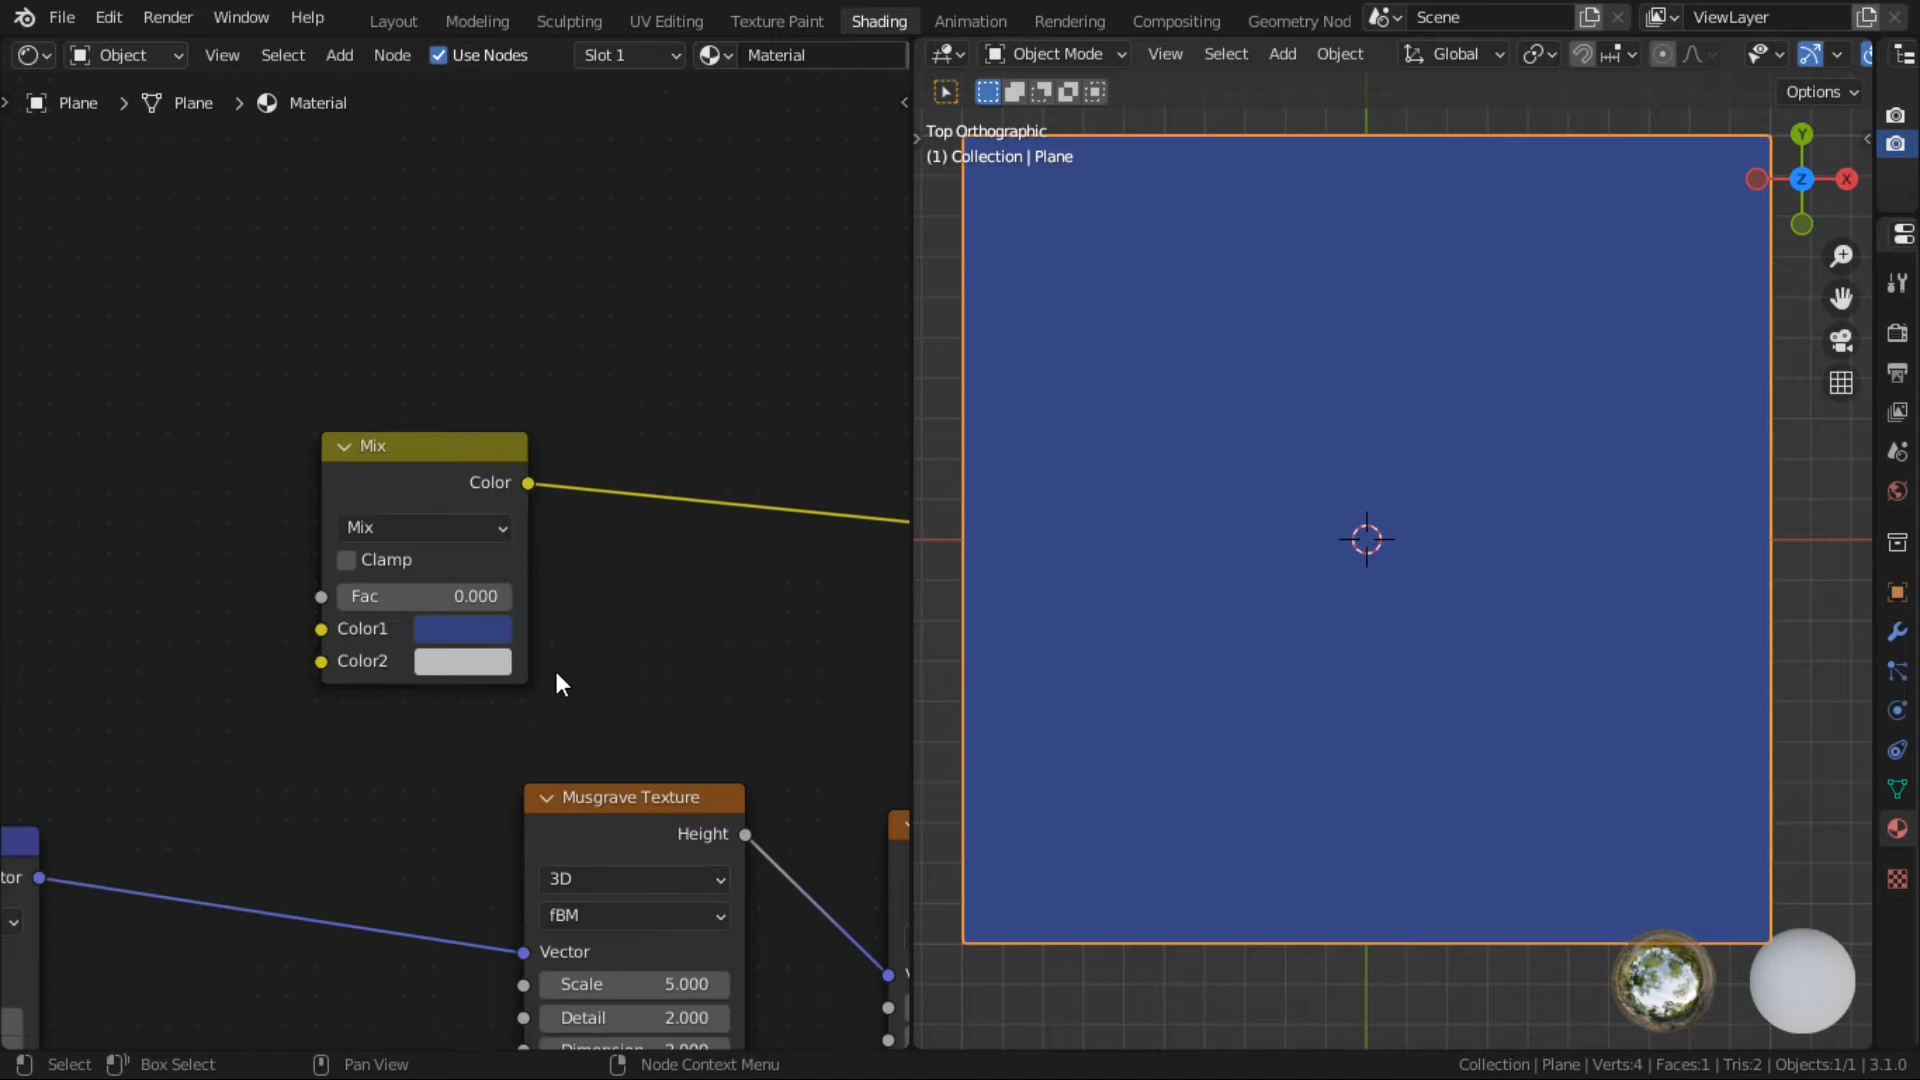 File Edit Render Window Help Layout Modeling Sculpting UV Editing Texture Paint Shading Animation Rendering Compositing Geometry Nod Scene ViewLayer
Object View Select Add Node Use Nodes Slot 1 Material
Object Mode View Select Add Object Global
Plane Plane Material
Options
Top Orthographic
(1) Collection | Plane
Y
Z
X
Mix
Color
Mix
Clamp
Fac 0.000
Color1
Color2
Musgrave Texture
Height
3D
fBM
Vector
Scale 5.000
Detail 2.000
tor
Select Box Select Pan View Node Context Menu Collection | Plane | Verts:4 | Faces:1 | Tris:2 | Objects:1/1 | 3.1.0